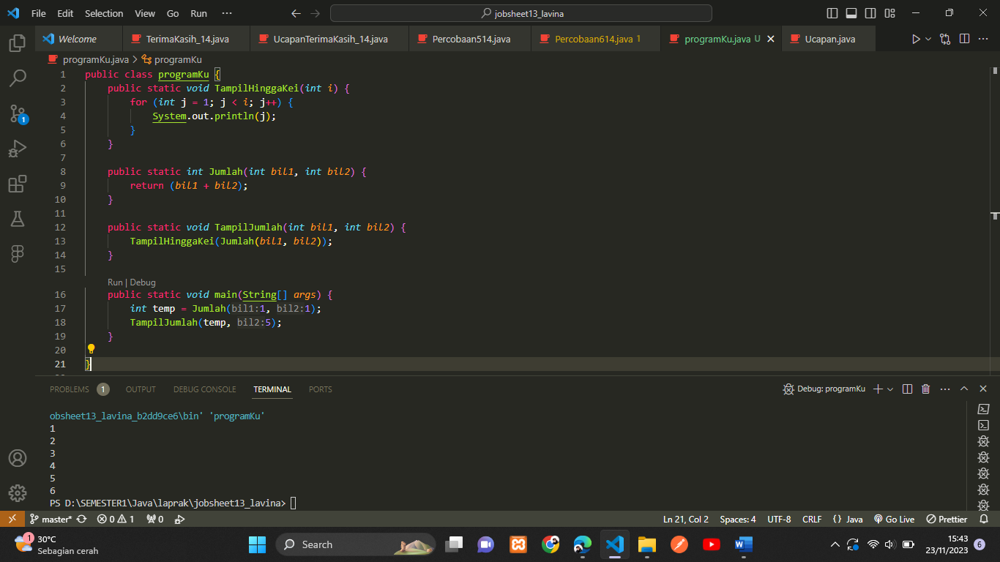 File Edit Selection View Go Run ··· jobsheet13_lavina
Welcome TerimaKasih_14.java UcapanTerimaKasih_14.java Percobaan514.java Percobaan614.java 1 programKu.java U Ucapan.java
programKu.java > programKu
1 public class programKu {
2 public static void TampilHinggaKei(int i) {
3 for (int j = 1; j < i; j++) {
4 System.out.println(j);
5 }
6 }
7
8 public static int Jumlah(int bil1, int bil2) {
9 return (bil1 + bil2);
10 }
11
12 public static void TampilJumlah(int bil1, int bil2) {
13 TampilHinggaKei(Jumlah(bil1, bil2));
14 }
15
Run | Debug
16 public static void main(String[] args) {
17 int temp = Jumlah(bil1:1, bil2:1);
18 TampilJumlah(temp, bil2:5);
19 }
20
21 }
1
PROBLEMS 1 OUTPUT DEBUG CONSOLE TERMINAL PORTS Debug: programKu
obsheet13_lavina_b2dd9ce6\bin' 'programKu'
1
2
3
4
5
6
PS D:\SEMESTER1\Java\laprak\jobsheet13_lavina>
master* 0 1 0 Ln 21, Col 2 Spaces: 4 UTF-8 CRLF {} Java Go Live Prettier
1 30°C
Sebagian cerah
Search
15:43
23/11/2023 6